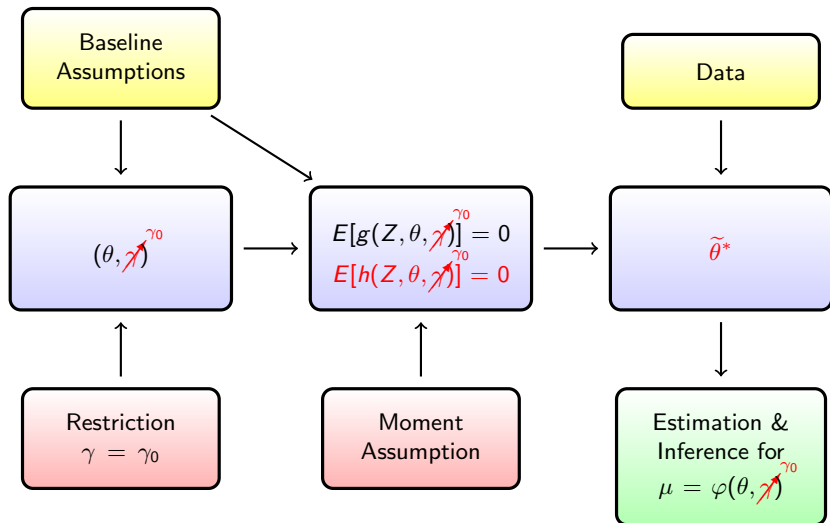 Baseline
Assumptions
Data
(θ, γ) γ₀
E[g(Z, θ, γ)] = 0 γ₀
E[h(Z, θ, γ)] = 0 γ₀
θ̃*
Restriction
γ = γ₀
Moment
Assumption
Estimation &
Inference for
μ = φ(θ, γ) γ₀